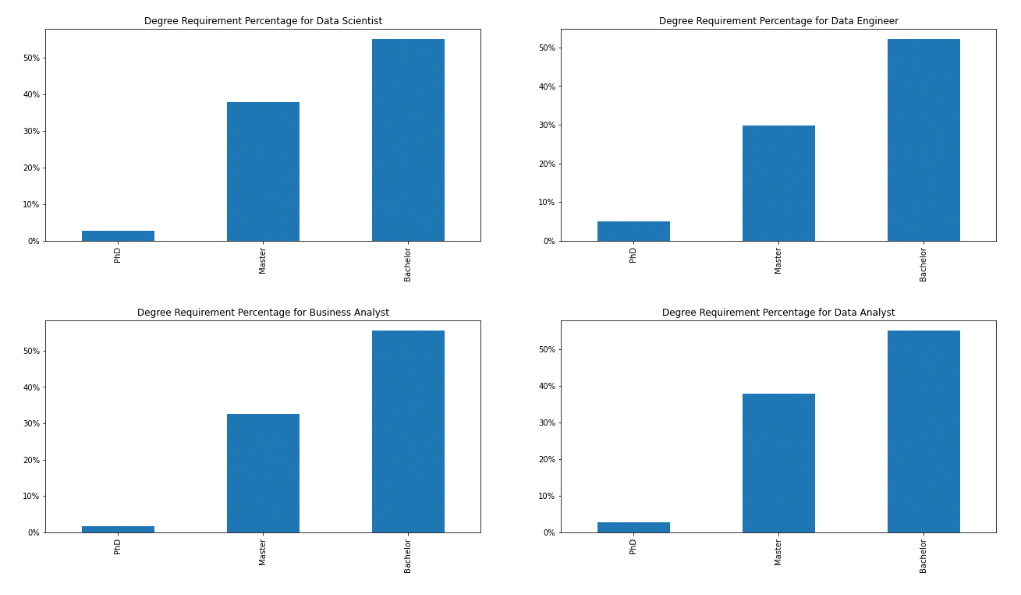 Degree Requirement Percentage for Data Scientist
50%
40%
30%
20%
10%
0%
PhD
Master
Bachelor
Degree Requirement Percentage for Data Engineer
50%
40%
30%
20%
10%
0%
PhD
Master
Bachelor
Degree Requirement Percentage for Business Analyst
50%
40%
30%
20%
10%
0%
PhD
Master
Bachelor
Degree Requirement Percentage for Data Analyst
50%
40%
30%
20%
10%
0%
PhD
Master
Bachelor